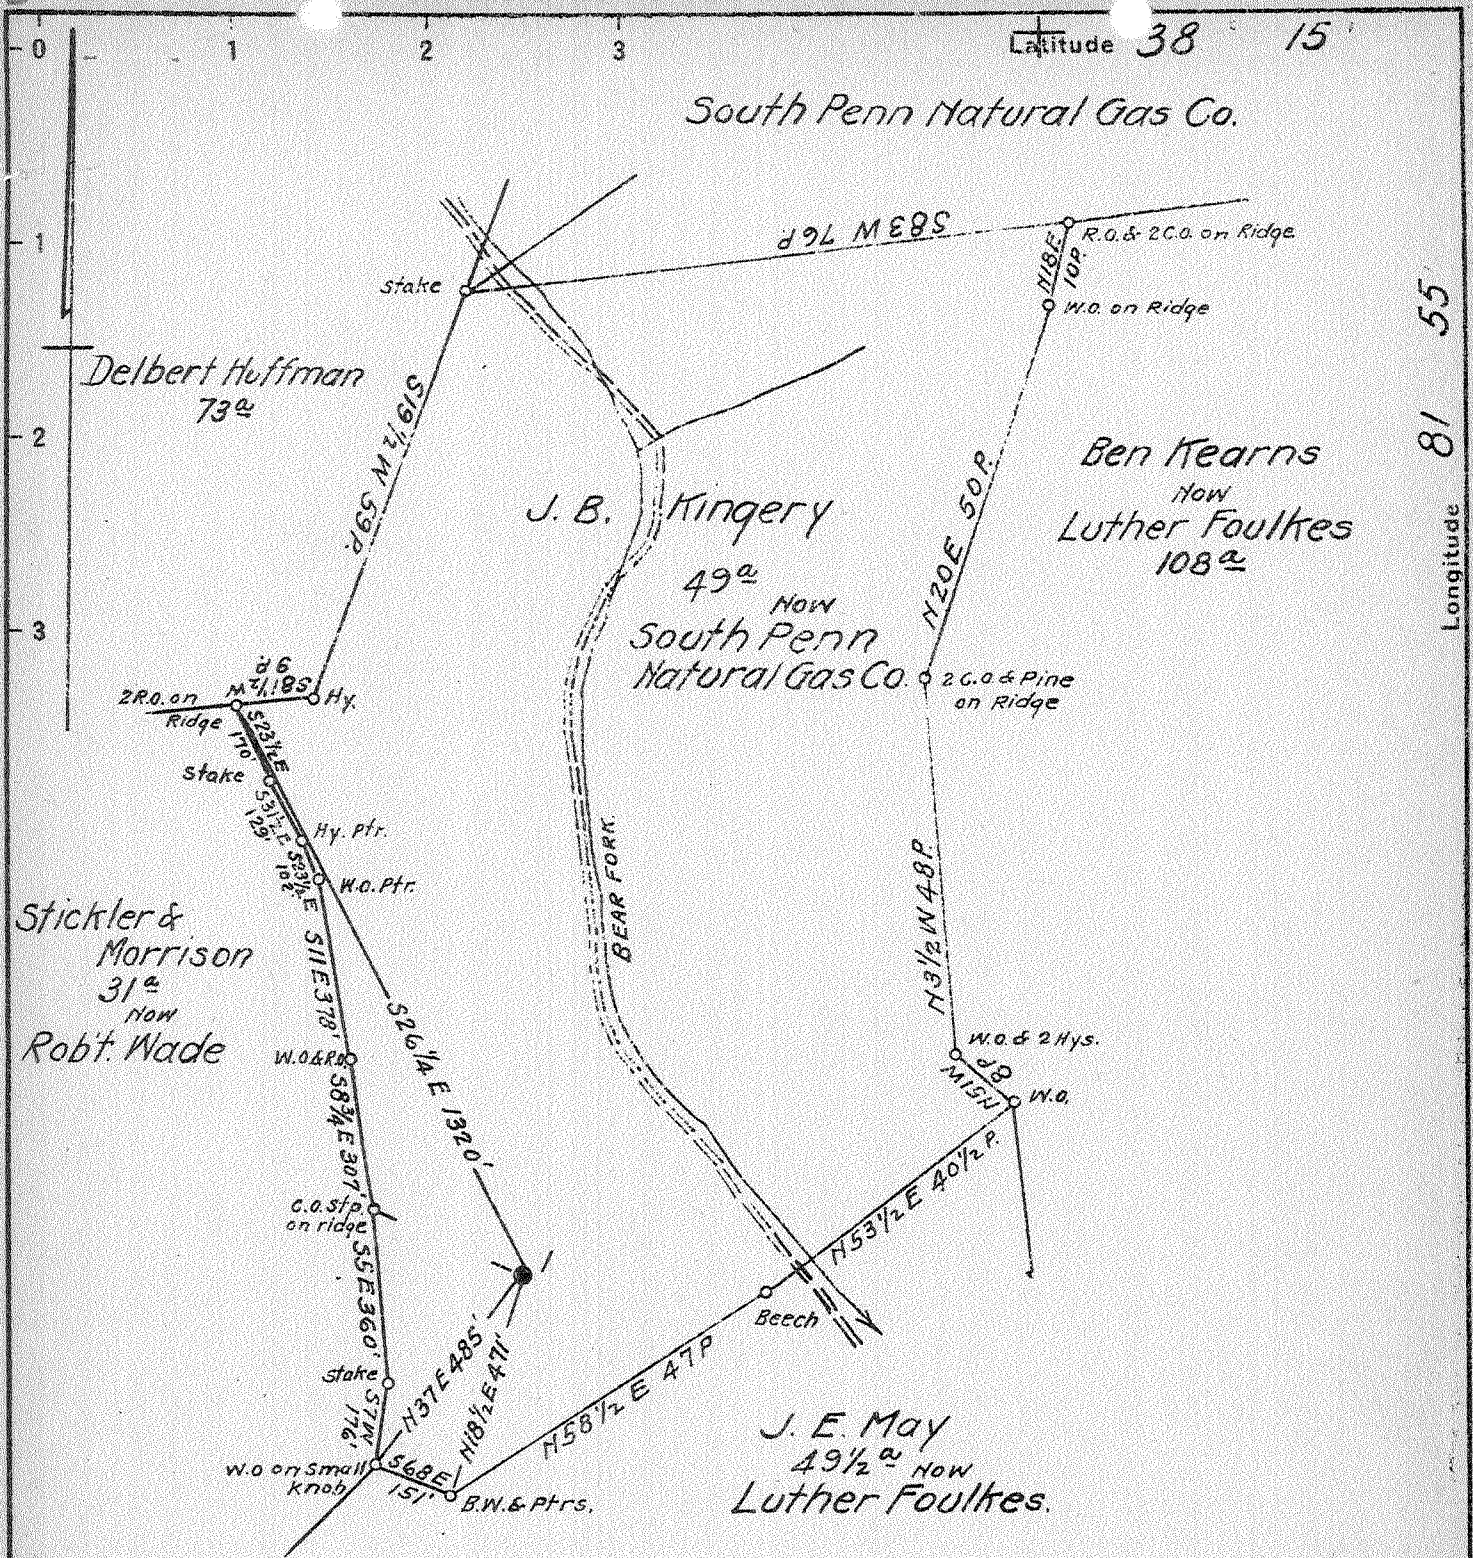 0 1 2 3 Latitude 38 15'
South Penn Natural Gas Co.
S83W 76P
R.O. & 2C.O. on Ridge
N18E
10P.
1
stake
W.O. on Ridge
55'
81
Longitude
Delbert Huffman
73a
S19½W 59P.
2
Ben Kearns
Now
Luther Foulkes
108a
J. B. Kingery
49a
Now
South Penn
Natural Gas Co.
N20E 50P.
3
2 C.O & Pine
on Ridge
S81½W
9P.
2R.O. on
Ridge
Hy.
S23½E
170'
stake
S31½E
129'
Hy. Ptr.
S23½E
102
W.O. Ptr.
BEAR FORK.
N3½W 48P.
Stickler &
Morrison
31a
Now
Rob't. Wade
S11E 378'
S26¼E 1320'
W.O & R.O
W.O. & 2 Hys.
N51W
8P
W.O.
S8¾E 307'
C.O. Stp.
on ridge
S5E 360'
N53½E 40½P.
Beech
stake
S7W
176'
N37E 485'
N18½E 471'
N58½E 47P
W.O on Small
Knob
S68E
151'
B.W. & Ptrs.
J. E. May
49½a Now
Luther Foulkes.